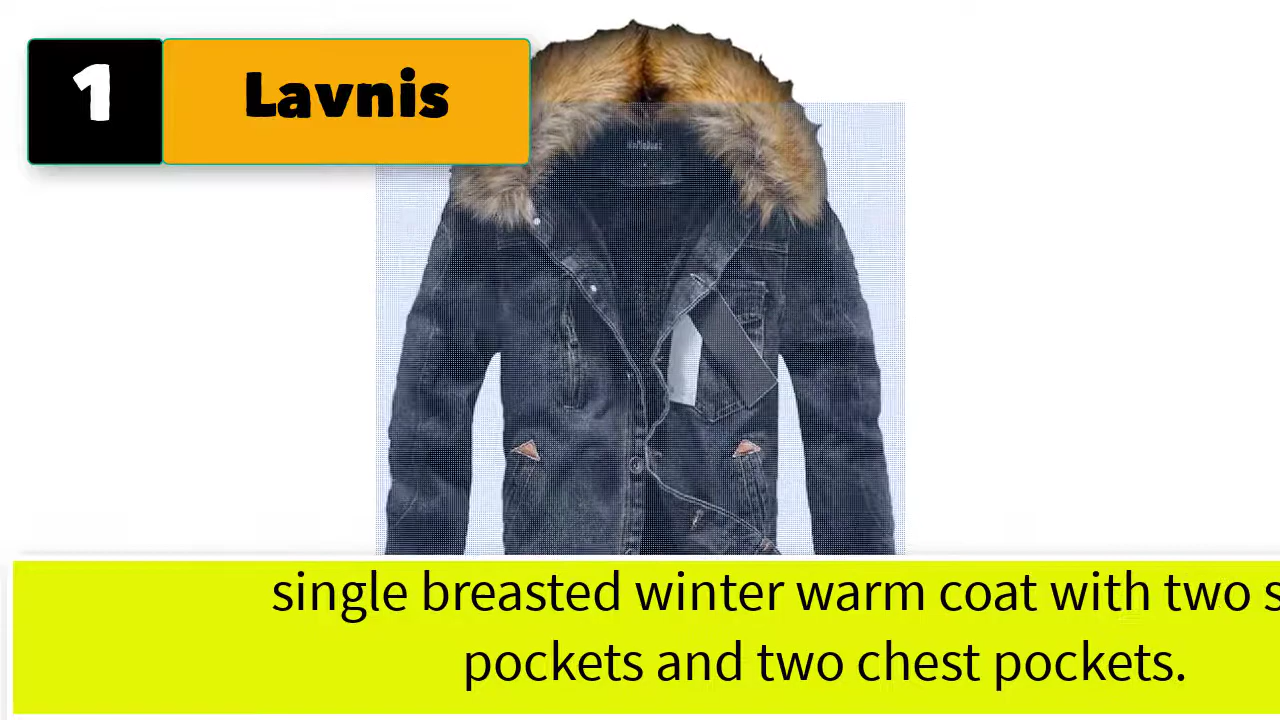 1
Lavnis
single breasted winter warm coat with two s
pockets and two chest pockets.